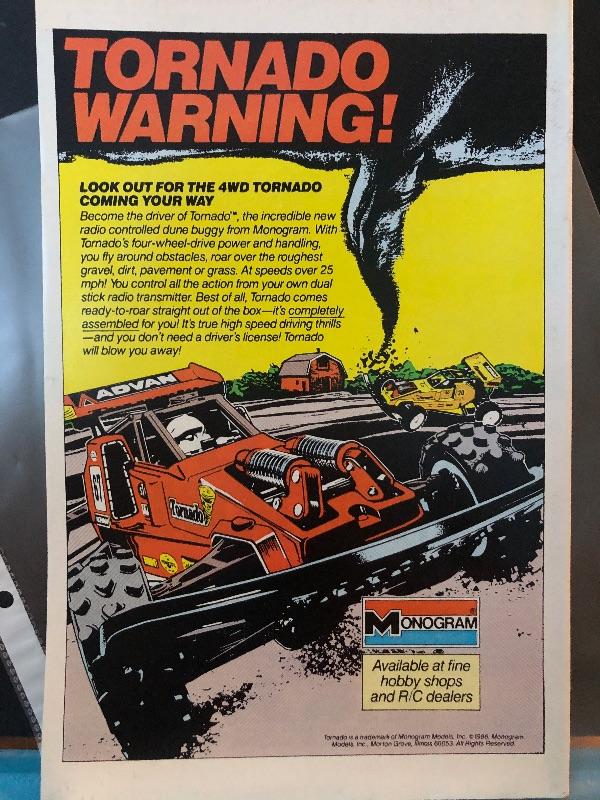 TORNADO
WARNING!
LOOK OUT FOR THE 4WD TORNADO
COMING YOUR WAY
Become the driver of Tornado™, the incredible new
radio controlled dune buggy from Monogram. With
Tornado's four-wheel-drive power and handling,
you fly around obstacles, roar over the roughest
gravel, dirt, pavement or grass. At speeds over 25
mph! You control all the action from your own dual
stick radio transmitter. Best of all, Tornado comes
ready-to-roar straight out of the box—it's completely
assembled for you! It's true high speed driving thrills
—and you don't need a driver's license! Tornado
will blow you away!
ADVAN
Tornado
MONOGRAM®
Available at fine
hobby shops
and R/C dealers
Tornado is a trademark of Monogram Models, Inc. ©1986. Monogram
Models, Inc., Morton Grove, Illinois 60053. All Rights Reserved.